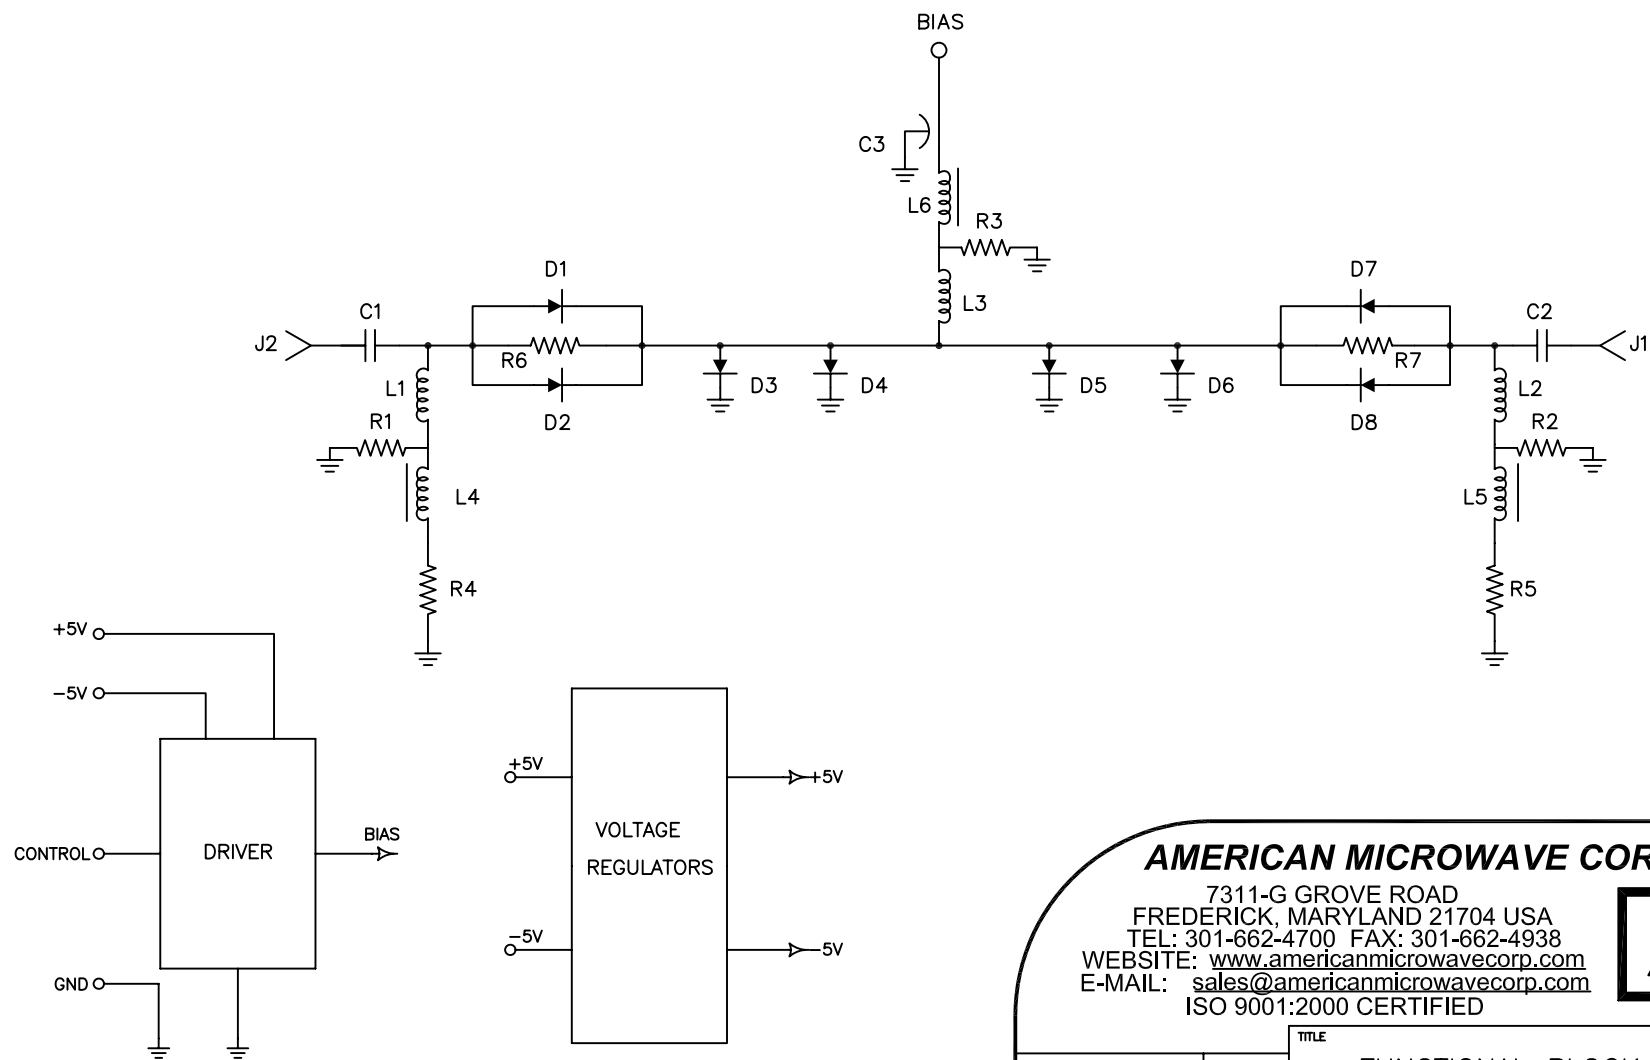 BIAS
C3
L6
R3
L3
D1
D7
C1
C2
J2
J1
R6
R7
D3
D4
D5
D6
L1
L2
D2
D8
R1
R2
L4
L5
R4
R5
+5V
-5V
CONTROL
DRIVER
BIAS
GND
+5V
+5V
VOLTAGE
REGULATORS
-5V
-5V
AMERICAN MICROWAVE COR
7311-G GROVE ROAD
FREDERICK, MARYLAND 21704 USA
TEL: 301-662-4700 FAX: 301-662-4938
WEBSITE: www.americanmicrowavecorp.com
E-MAIL: sales@americanmicrowavecorp.com
ISO 9001:2000 CERTIFIED
TITLE